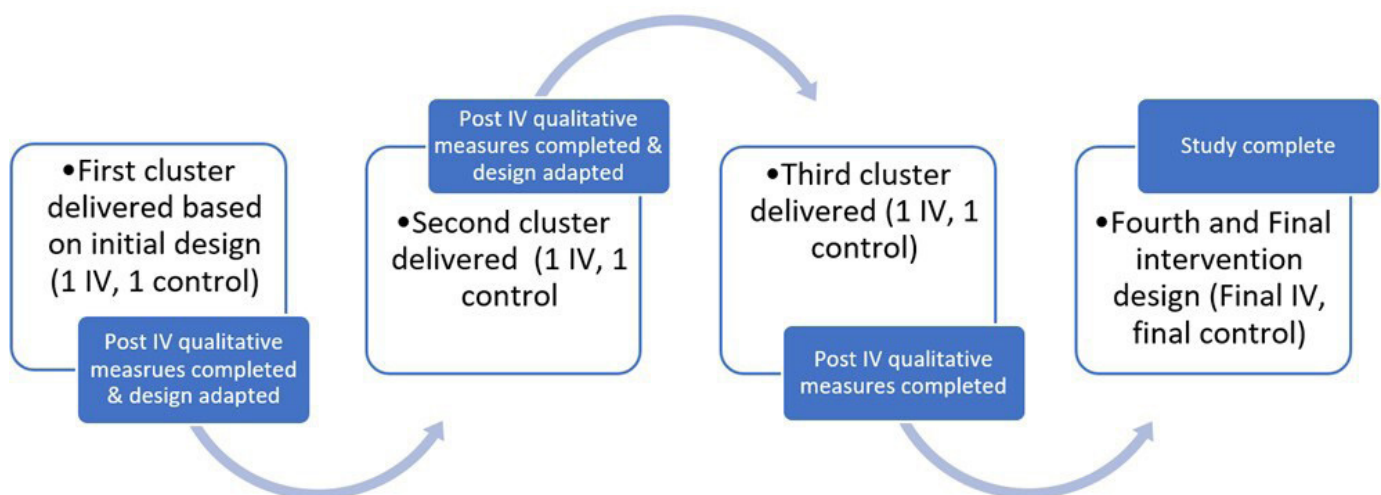 •First cluster
delivered based
on initial design
(1 IV, 1 control)
Post IV qualitative
measrues completed
& design adapted
Post IV qualitative
measures completed &
design adapted
•Second cluster
delivered (1 IV, 1
control
•Third cluster
delivered (1 IV, 1
control)
Post IV qualitative
measures completed
Study complete
•Fourth and Final
intervention
design (Final IV,
final control)